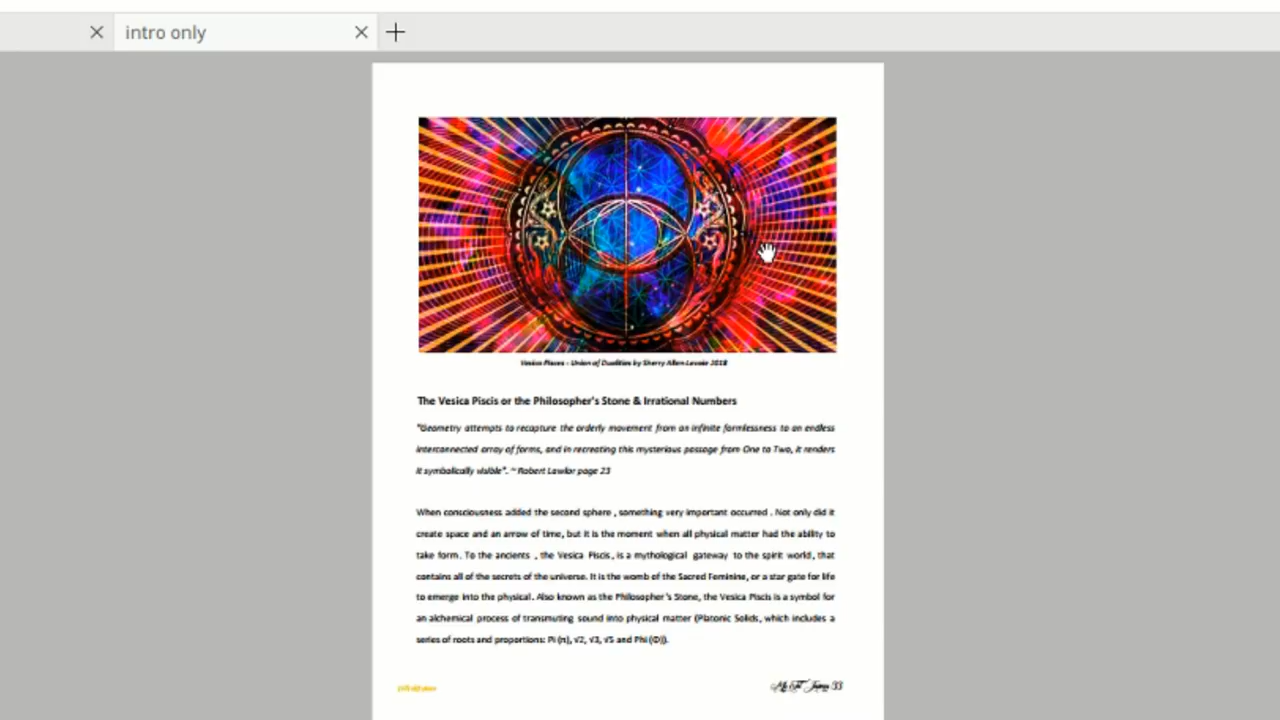 intro only
Vesica Pisces - Union of Dualities by Sherry Allen Levoie 2018
The Vesica Piscis or the Philosopher's Stone & Irrational Numbers
"Geometry attempts to recapture the orderly movement from an infinite formlessness to an endless
interconnected array of forms, and in recreating this mysterious passage from One to Two, it renders
it symbolically visible". ~ Robert Lawlor page 23
When consciousness added the second sphere , something very important occurred . Not only did it
create space and an arrow of time, but it is the moment when all physical matter had the ability to
take form. To the ancients , the Vesica Piscis, is a mythological gateway to the spirit world, that
contains all of the secrets of the universe. It is the womb of the Sacred Feminine, or a star gate for life
to emerge into the physical. Also known as the Philosopher's Stone, the Vesica Piscis is a symbol for
an alchemical process of transmuting sound into physical matter (Platonic Solids, which includes a
series of roots and proportions: Pi (π), √2, √3, √5 and Phi (Φ)).
33